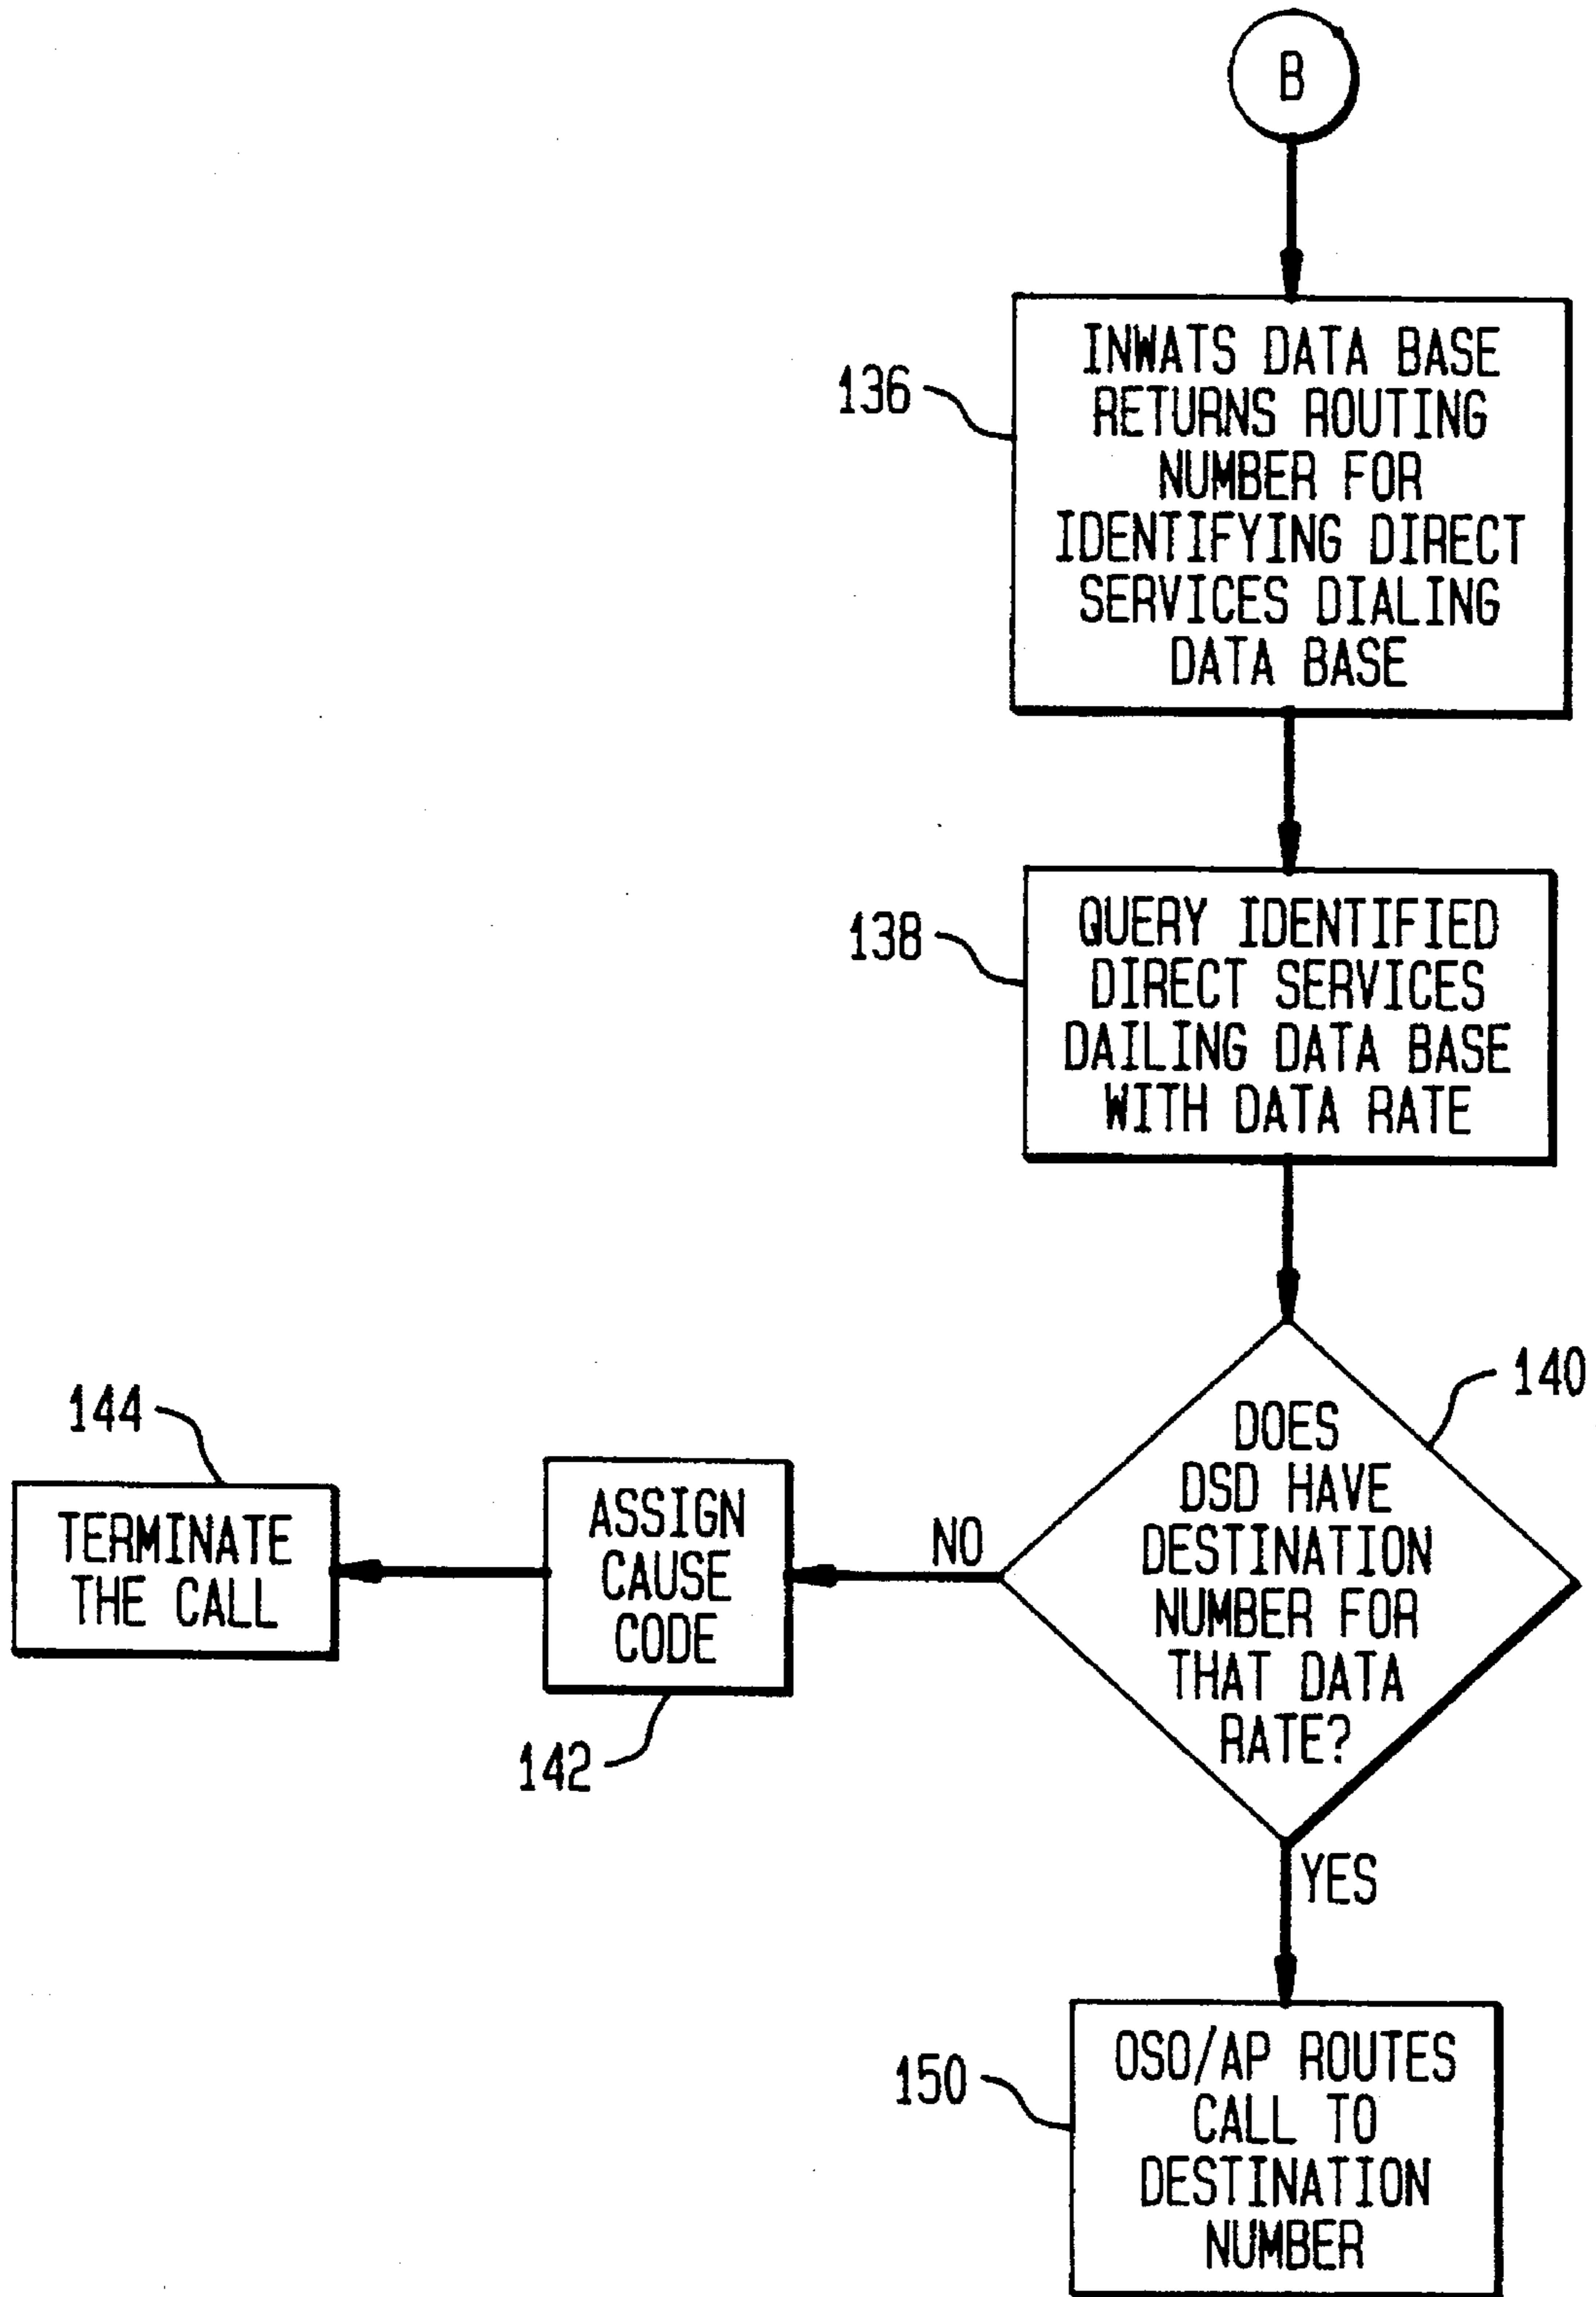 B
136
INWATS DATA BASE
RETURNS ROUTING
NUMBER FOR
IDENTIFYING DIRECT
SERVICES DIALING
DATA BASE
138
QUERY IDENTIFIED
DIRECT SERVICES
DAILING DATA BASE
WITH DATA RATE
140
DOES
DSD HAVE
DESTINATION
NUMBER FOR
THAT DATA
RATE?
NO
ASSIGN
CAUSE
CODE
142
144
TERMINATE
THE CALL
YES
150
OSO/AP ROUTES
CALL TO
DESTINATION
NUMBER